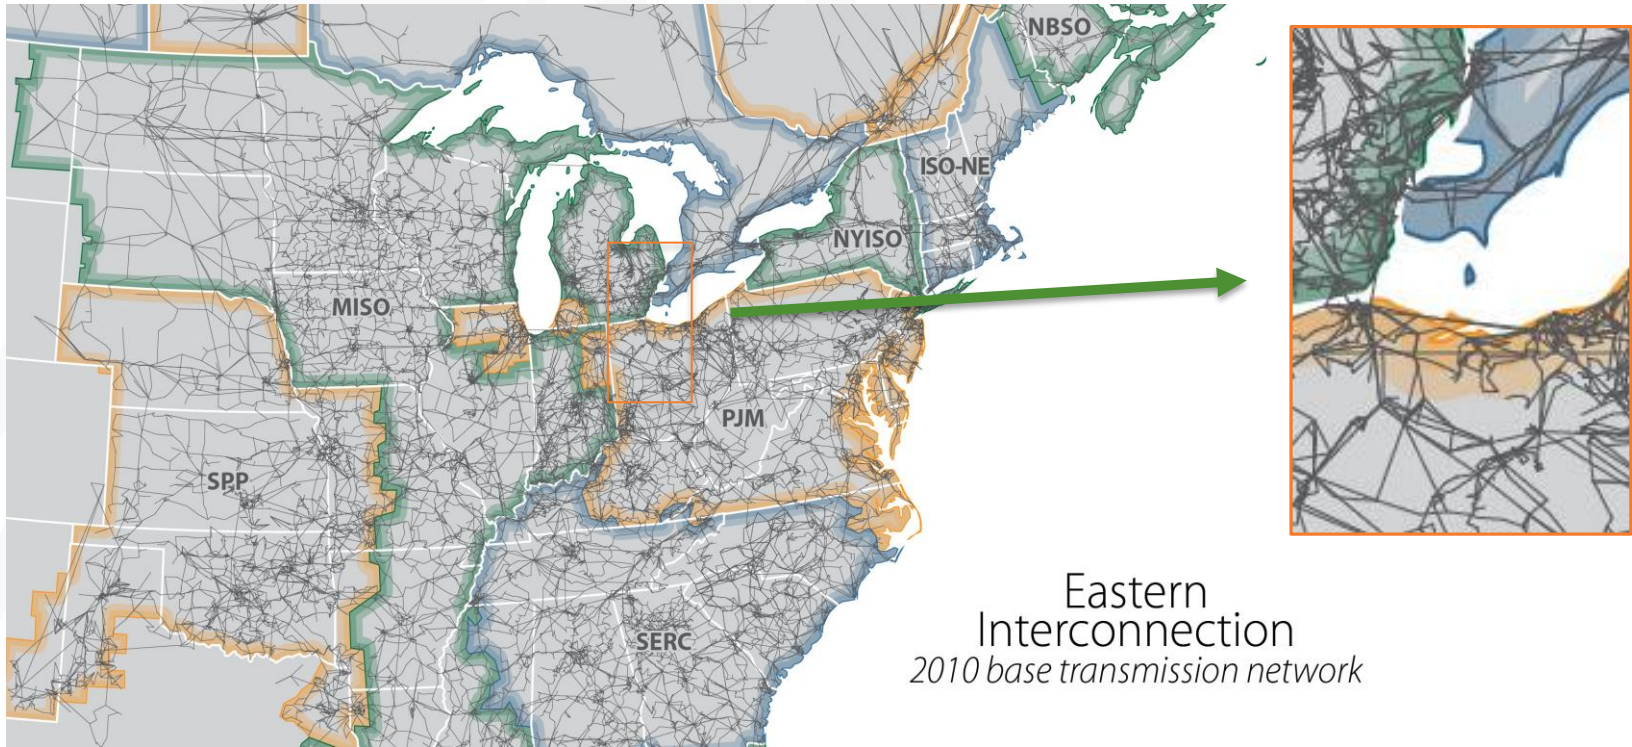 NBSO
ISO-NE
NYISO
MISO
PJM
SPP
SERC
Eastern
Interconnection
2010 base transmission network